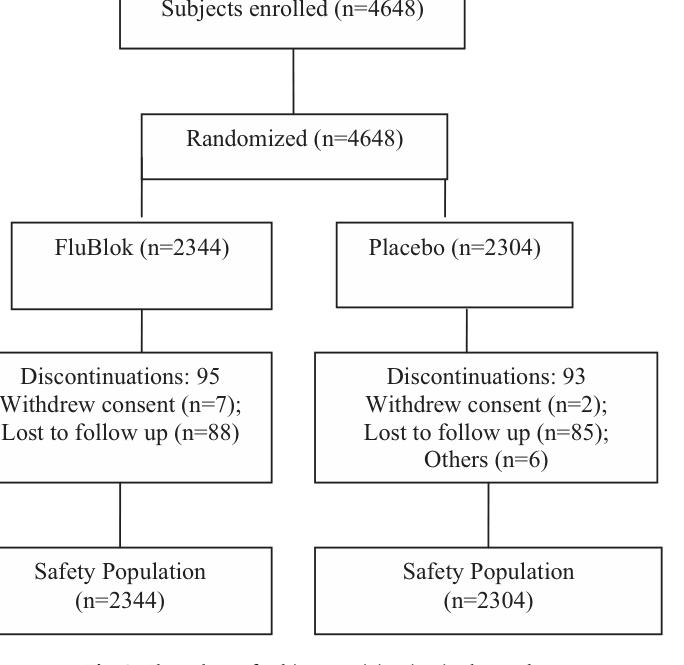 Subjects enrolled (n=4648)
Randomized (n=4648)
FluBlok (n=2344)
Placebo (n=2304)
Discontinuations: 95
Withdrew consent (n=7);
Lost to follow up (n=88)
Discontinuations: 93
Withdrew consent (n=2);
Lost to follow up (n=85);
Others (n=6)
Safety Population
(n=2344)
Safety Population
(n=2304)